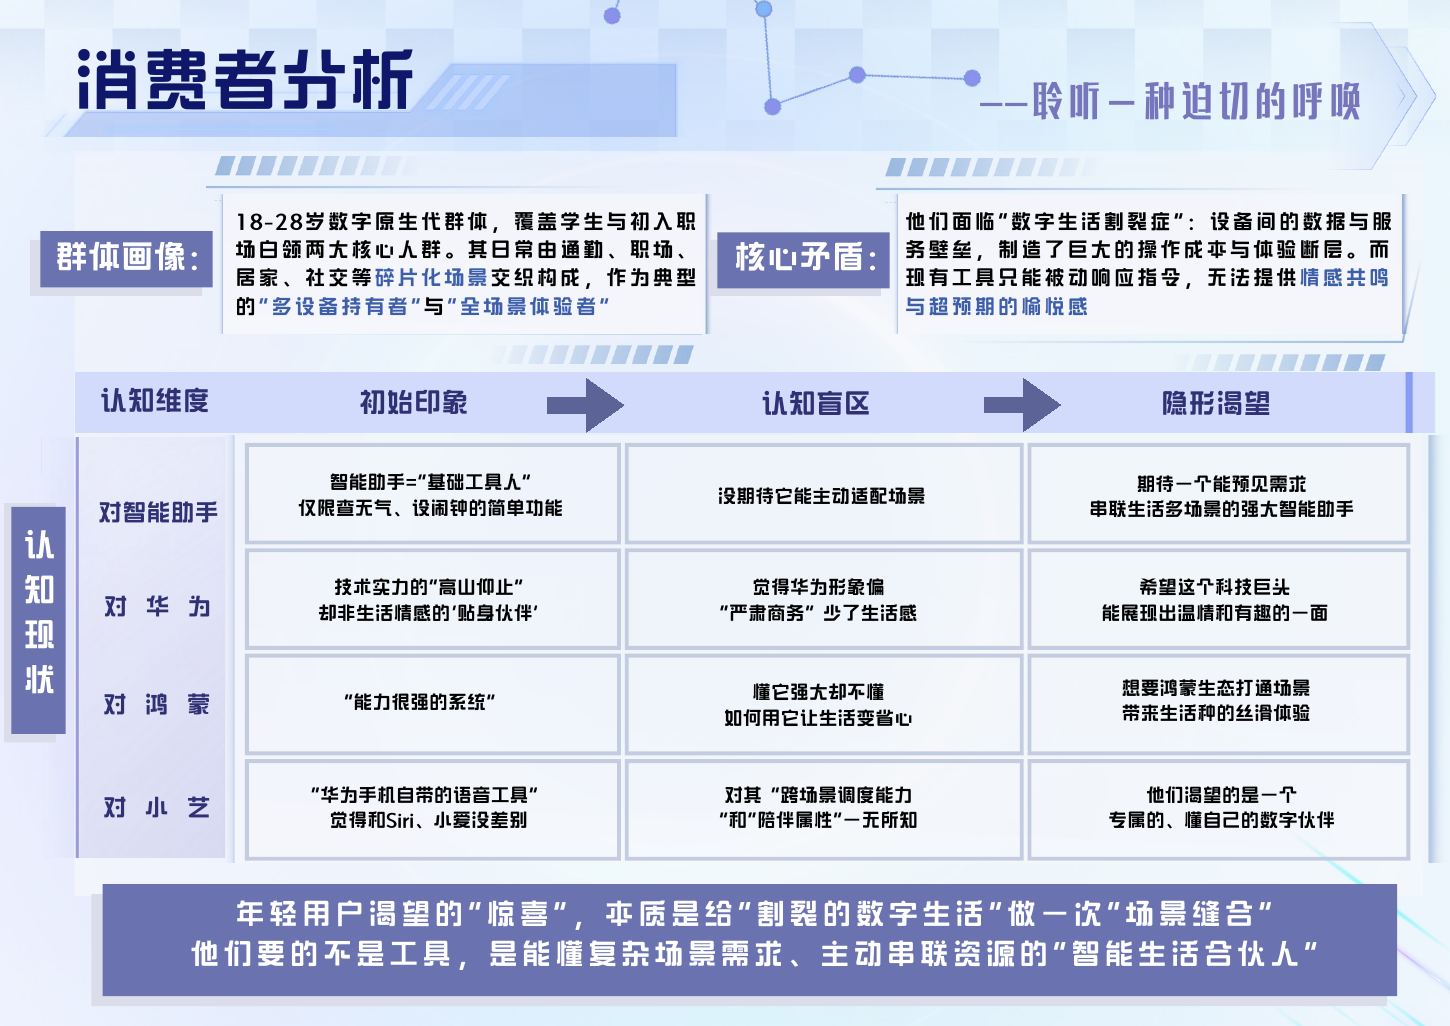 消费者分析
——聆听一种迫切的呼唤
群体画像：
18-28岁数字原生代群体，覆盖学生与初入职
场白领两大核心人群。其日常由通勤、职场、
居家、社交等碎片化场景交织构成，作为典型
的"多设备持有者"与"全场景体验者"
核心矛盾：
他们面临"数字生活割裂症"：设备间的数据与服
务壁垒，制造了巨大的操作成本与体验断层。而
现有工具只能被动响应指令，无法提供情感共鸣
与超预期的愉悦感
认知维度
初始印象
认知盲区
隐形渴望
认知现状
对智能助手
智能助手="基础工具人"
仅限查天气、设闹钟的简单功能
没期待它能主动适配场景
期待一个能预见需求
串联生活多场景的强大智能助手
对华为
技术实力的"高山仰止"
却非生活情感的'贴身伙伴'
觉得华为形象偏
"严肃商务" 少了生活感
希望这个科技巨头
能展现出温情和有趣的一面
对鸿蒙
"能力很强的系统"
懂它强大却不懂
如何用它让生活变省心
想要鸿蒙生态打通场景
带来生活种的丝滑体验
对小艺
"华为手机自带的语音工具"
觉得和Siri、小爱没差别
对其 "跨场景调度能力
"和"陪伴属性"一无所知
他们渴望的是一个
专属的、懂自己的数字伙伴
年轻用户渴望的"惊喜"，本质是给"割裂的数字生活"做一次"场景缝合"
他们要的不是工具，是能懂复杂场景需求、主动串联资源的"智能生活合伙人"